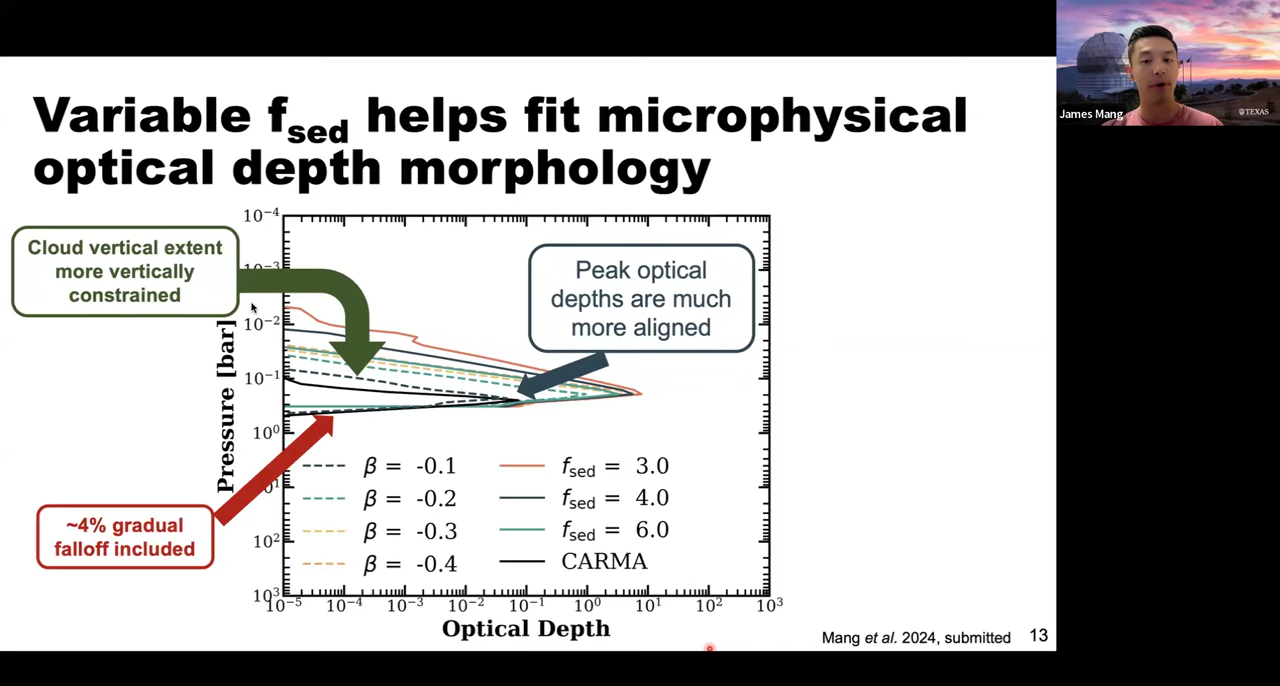 Variable fsed helps fit microphysical
optical depth morphology
Cloud vertical extent
more vertically
constrained
Peak optical
depths are much
more aligned
~4% gradual
falloff included
Pressure [bar]
10⁻⁴
10⁻²
10⁻¹
10⁰
10²
10³
β = -0.1
β = -0.2
β = -0.3
β = -0.4
fsed = 3.0
fsed = 4.0
fsed = 6.0
CARMA
10⁻⁵ 10⁻⁴ 10⁻³ 10⁻² 10⁻¹ 10⁰ 10¹ 10² 10³
Optical Depth
Mang et al. 2024, submitted 13
James Mang
TEXAS